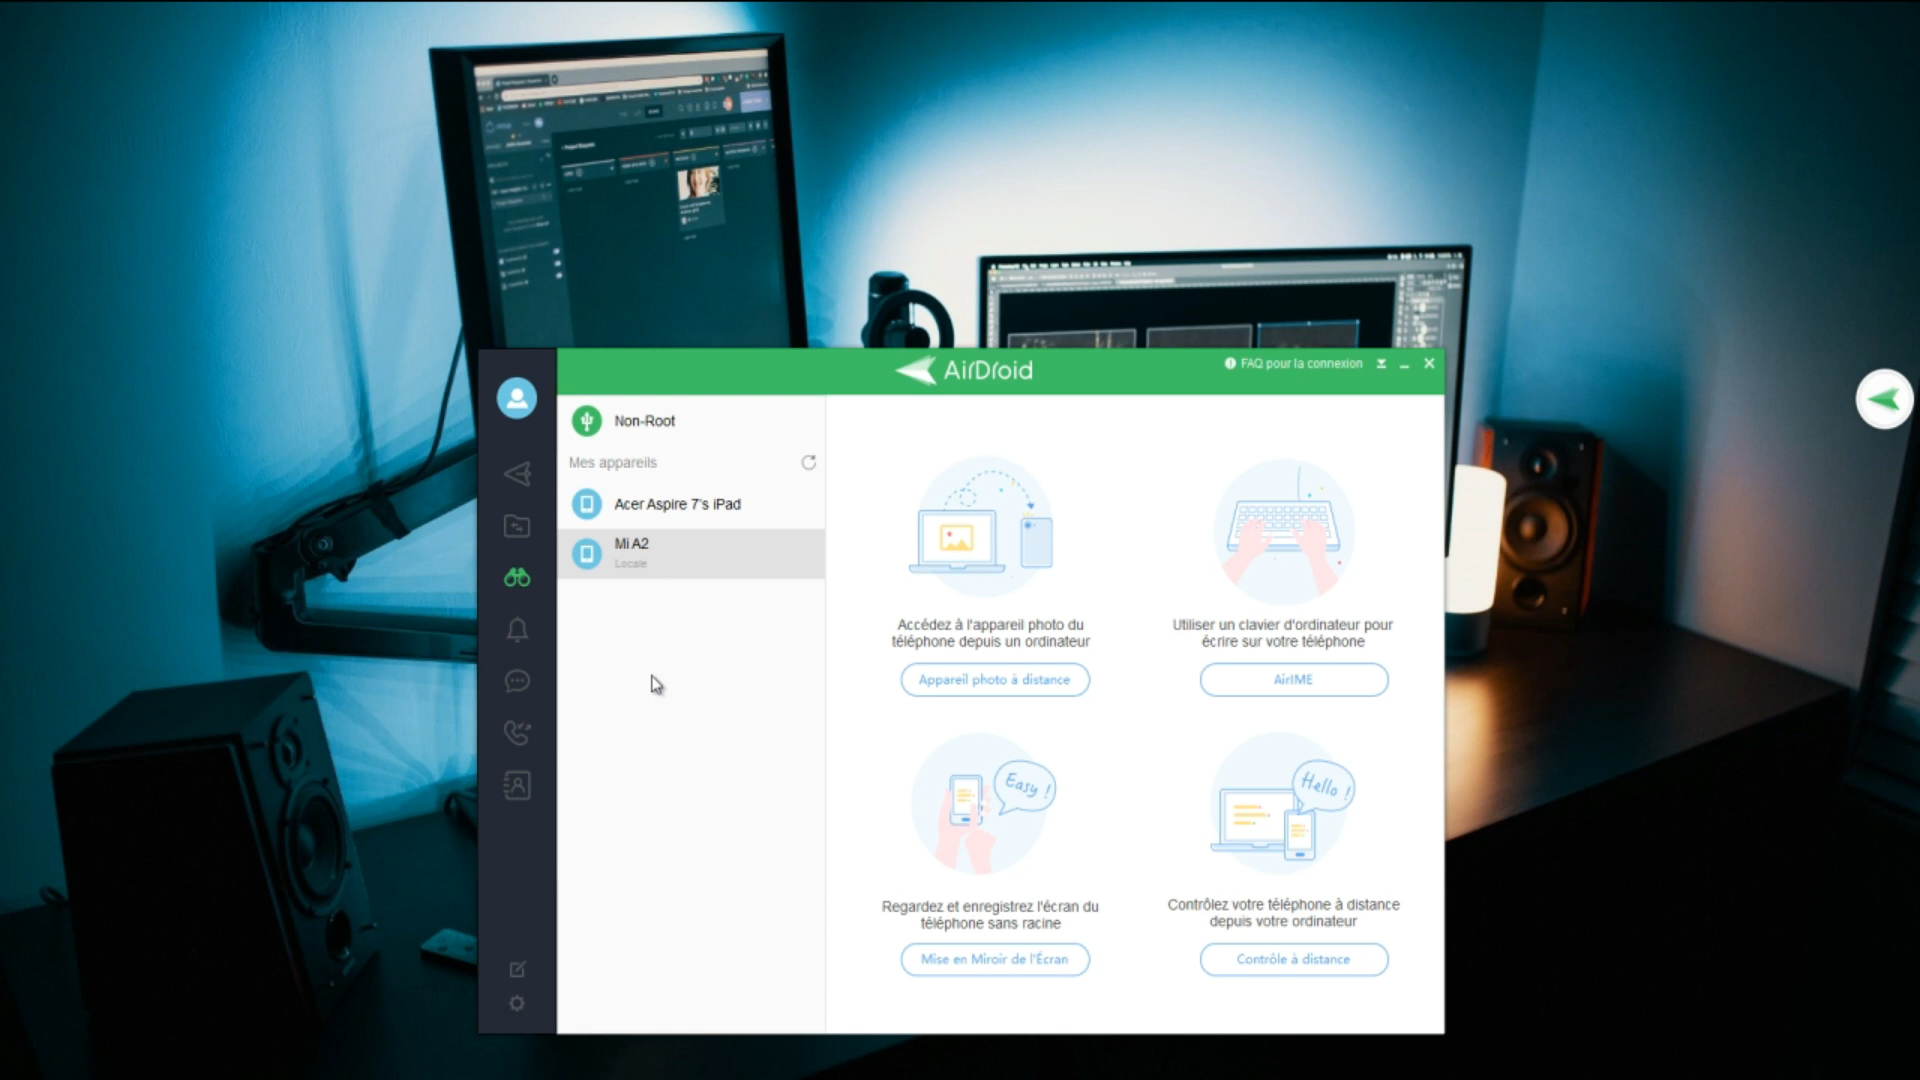 AirDroid
FAQ pour la connexion
Non-Root
Mes appareils
Acer Aspire 7's iPad
Mi A2
Locale
Accédez à l'appareil photo du
téléphone depuis un ordinateur
Appareil photo à distance
Utiliser un clavier d'ordinateur pour
écrire sur votre téléphone
AirIME
Easy !
Regardez et enregistrez l'écran du
téléphone sans racine
Mise en Miroir de l'Écran
Hello !
Contrôlez votre téléphone à distance
depuis votre ordinateur
Contrôle à distance